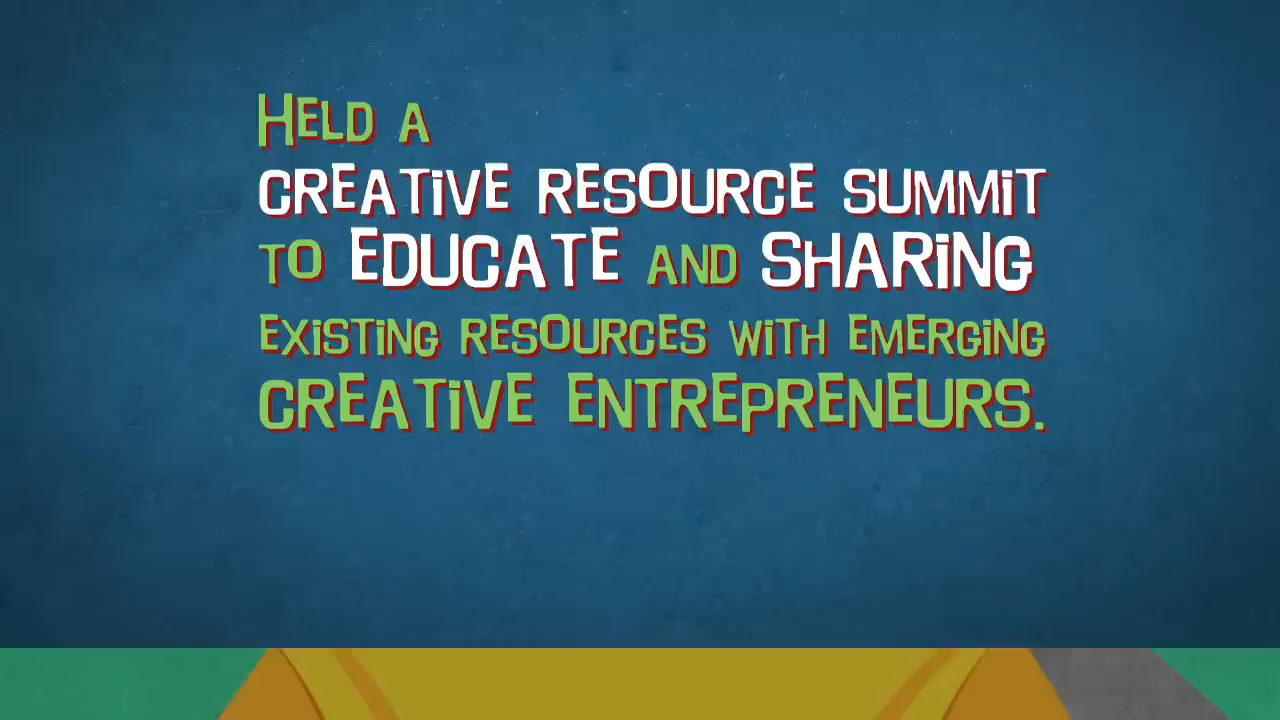 HELD A
CREATIVE RESOURCE SUMMIT
TO EDUCATE AND SHARING
EXISTING RESOURCES WITH EMERGING
CREATIVE ENTREPRENEURS.